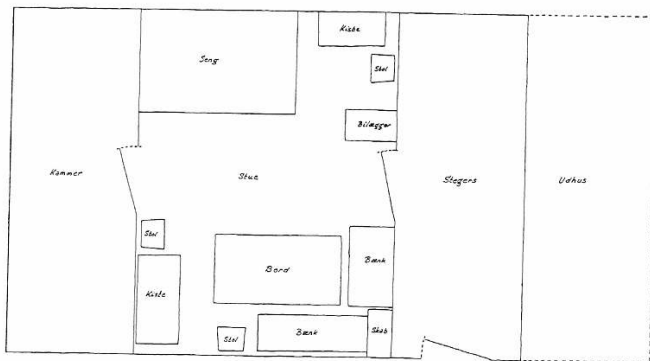 Kiste
Seng
Stol
Bilægger
Kammer
Stue
Stegers
Udhus
Stol
Bord
Bænk
Kiste
Stol
Bænk
Skab